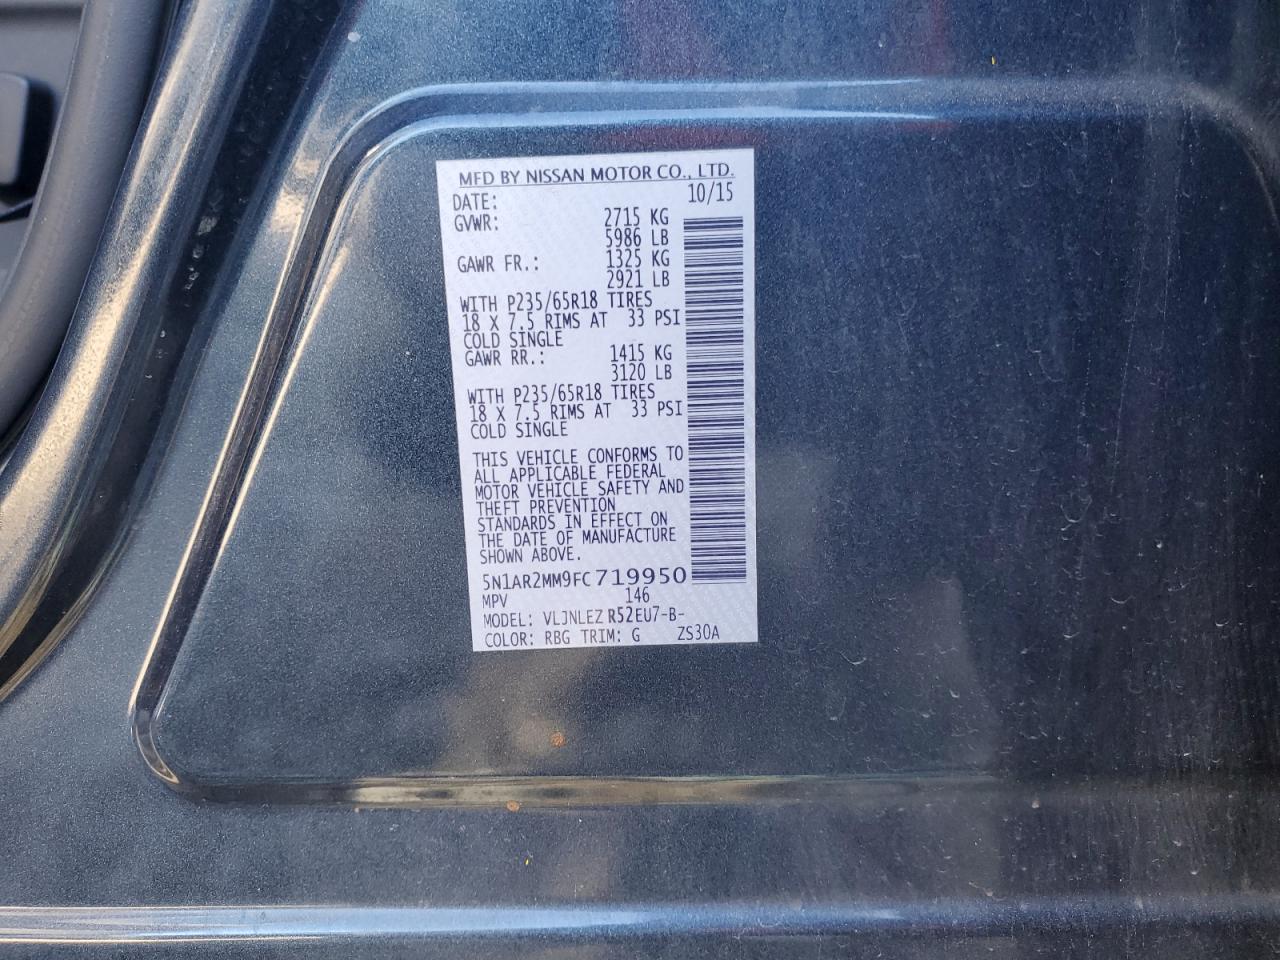 MFD BY NISSAN MOTOR CO., LTD.
DATE: 10/15
GVWR: 2715 KG
5986 LB
GAWR FR.: 1325 KG
2921 LB
WITH P235/65R18 TIRES
18 X 7.5 RIMS AT 33 PSI
COLD SINGLE
GAWR RR.: 1415 KG
3120 LB
WITH P235/65R18 TIRES
18 X 7.5 RIMS AT 33 PSI
COLD SINGLE
THIS VEHICLE CONFORMS TO
ALL APPLICABLE FEDERAL
MOTOR VEHICLE SAFETY AND
THEFT PREVENTION
STANDARDS IN EFFECT ON
THE DATE OF MANUFACTURE
SHOWN ABOVE.
5N1AR2MM9FC719950
MPV 146
MODEL: VLJNLEZ R52EU7-B-
COLOR: RBG TRIM: G ZS30A